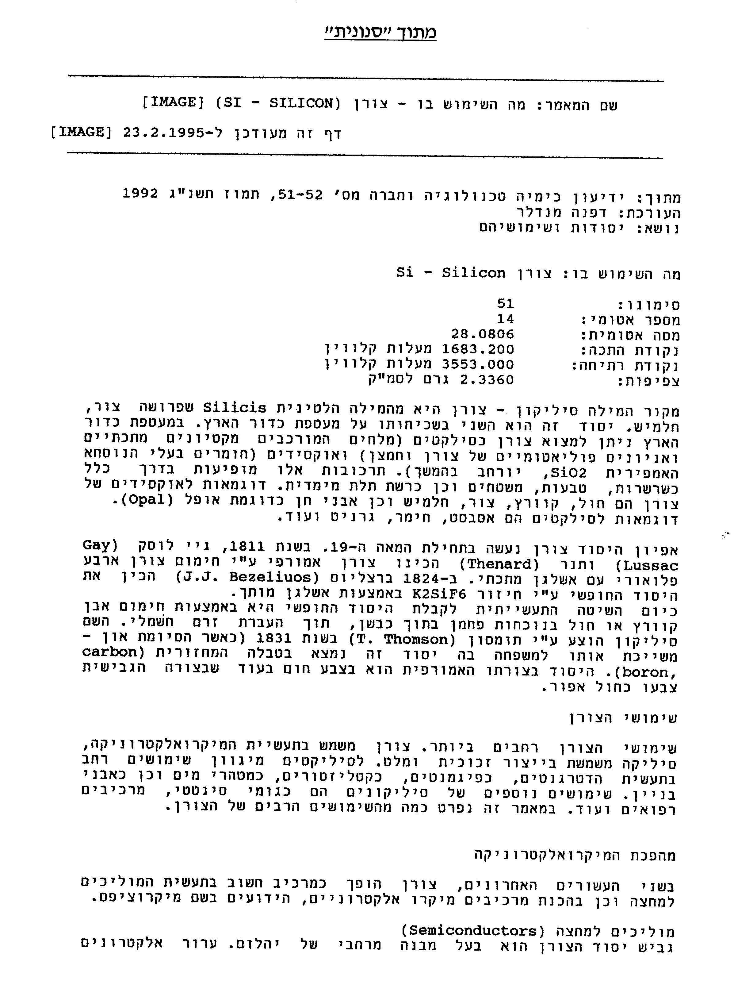 מתוך "סנונית"
שם המאמר: מה השימוש בו - צורן (SI - SILICON) [IMAGE]
דף זה מעודכן ל-23.2.1995 [IMAGE]
מתוך: ידיעון כימיה טכנולוגיה וחברה מס' 51-52, תמוז תשנ"ג 1992
העורכת: דפנה מנדלר
נושא: יסודות ושימושיהם
מה השימוש בו: צורן Si - Silicon
סימונו: 51
מספר אטומי: 14
מסה אטומית: 28.0806
נקודת התכה: 1683.200 מעלות קלווין
נקודת רתיחה: 3553.000 מעלות קלווין
צפיפות: 2.3360 גרם לסמ"ק
מקור המילה סיליקון - צורן היא מהמילה הלטינית Silicis שפרושה צור,
חלמיש. יסוד זה הוא השני בשכיחותו על מעטפת כדור הארץ. במעטפת כדור
הארץ ניתן למצוא צורן כסילקטים (מלחים המורכבים מקטיונים מתכתיים
ואניונים פוליאטומיים של צורן וחמצן) ואוקסידים (חומרים בעלי הנוסחא
האמפירית SiO2, יורחב בהמשך). תרכובות אלו מופיעות בדרך כלל
כשרשרות, טבעות, משטחים וכן כרשת תלת מימדית. דוגמאות לאוקסידים של
צורן הם חול, קוורץ, צור, חלמיש וכן אבני חן כדוגמת אופל (Opal).
דוגמאות לסילקטים הם אסבסט, חימר, גרניט ועוד.
אפיון היסוד צורן נעשה בתחילת המאה ה-19. בשנת 1811, גיי לוסק (Gay
Lussac) ותנר (Thenard) הכינו צורן אמורפי ע"י חימום צורן ארבע
פלואורי עם אשלגן מתכתי. ב-1824 ברצליוס (J.J. Bezeliuos) הכין את
היסוד החופשי ע"י חיזור K2SiF6 באמצעות אשלגן מותך.
כיום השיטה התעשייתית לקבלת היסוד החופשי היא באמצעות חימום אבן
קוורץ או חול בנוכחות פחמן בתוך כבשן, תוך העברת זרם חשמלי. השם
סיליקון הוצע ע"י תומסון (T. Thomson) בשנת 1831 (כאשר הסיומת און -
משייכת אותו למשפחה בה יסוד זה נמצא בטבלה המחזורית (carbon
,boron). היסוד בצורתו האמורפית הוא בצבע חום בעוד שבצורה הגבישית
צבעו כחול אפור.
שימושי הצורן
שימושי הצורן רחבים ביותר. צורן משמש בתעשיית המיקרואלקטרוניקה,
סיליקה משמשת בייצור זכוכית ומלט. לסיליקטים מיגוון שימושים רחב
בתעשית הדטרגנטים, כפיגמנטים, כקטליזטורים, כמטהרי מים וכן כאבני
בניין. שימושים נוספים של סיליקונים הם כגומי סינטטי, מרכיבים
רפואים ועוד. במאמר זה נפרט כמה מהשימושים הרבים של הצורן.
מהפכת המיקרואלקטרוניקה
בשני העשורים האחרונים, צורן הופך כמרכיב חשוב בתעשית המוליכים
למחצה וכן בהכנת מרכיבים מיקרו אלקטרוניים, הידועים בשם מיקרוציפס.
מוליכים למחצה (Semiconductors)
גביש יסוד הצורן הוא בעל מבנה מרחבי של יהלום. ערור אלקטרונים